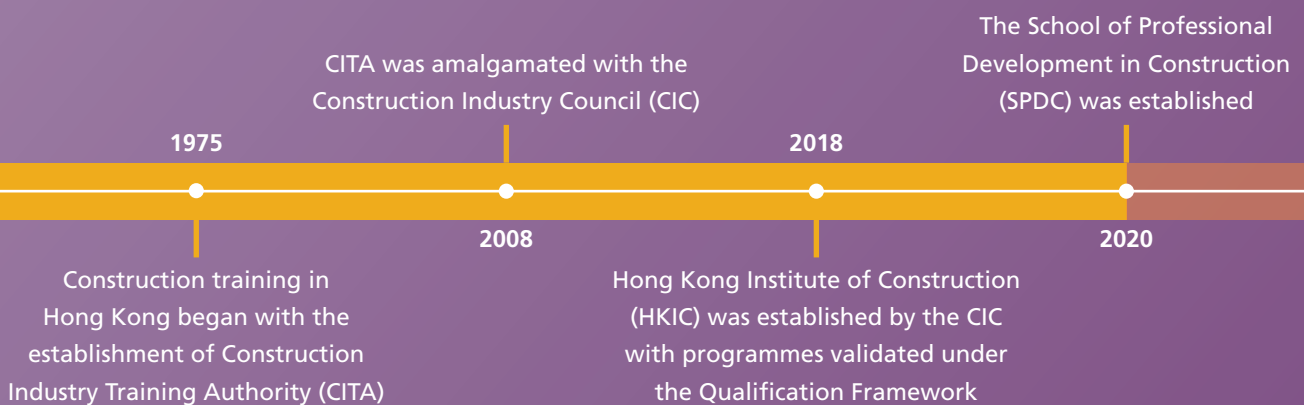 1975
Construction training in
Hong Kong began with the
establishment of Construction
Industry Training Authority (CITA)
CITA was amalgamated with the
Construction Industry Council (CIC)
2008
2018
Hong Kong Institute of Construction
(HKIC) was established by the CIC
with programmes validated under
the Qualification Framework
The School of Professional
Development in Construction
(SPDC) was established
2020